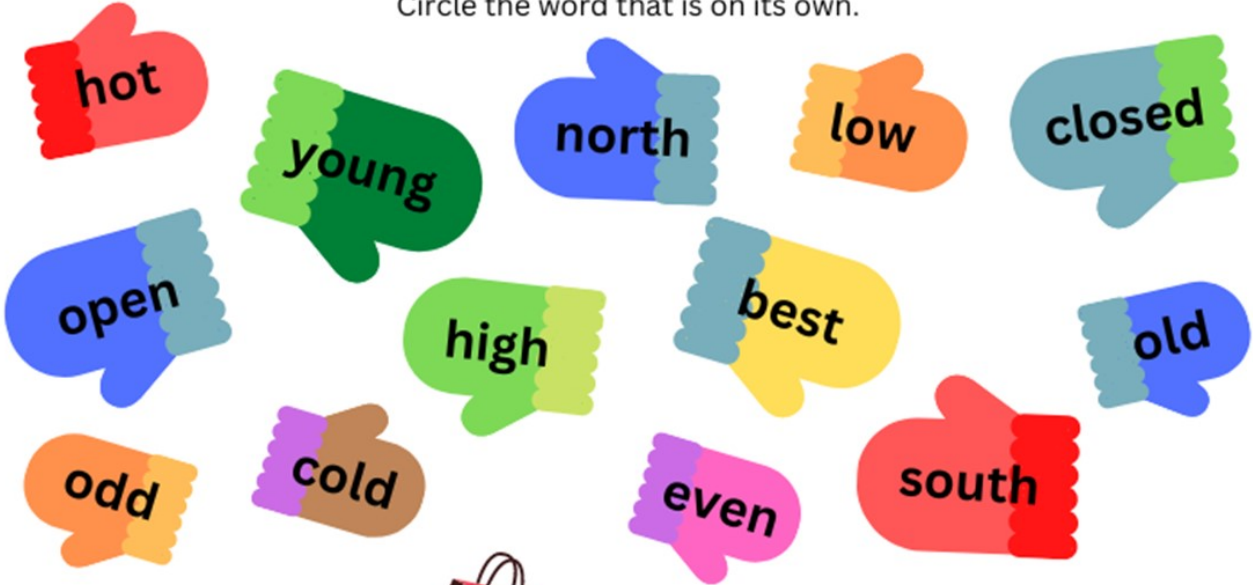 Circle the word that is on its own.
hot
young
north
low
closed
open
high
best
old
odd
cold
even
south